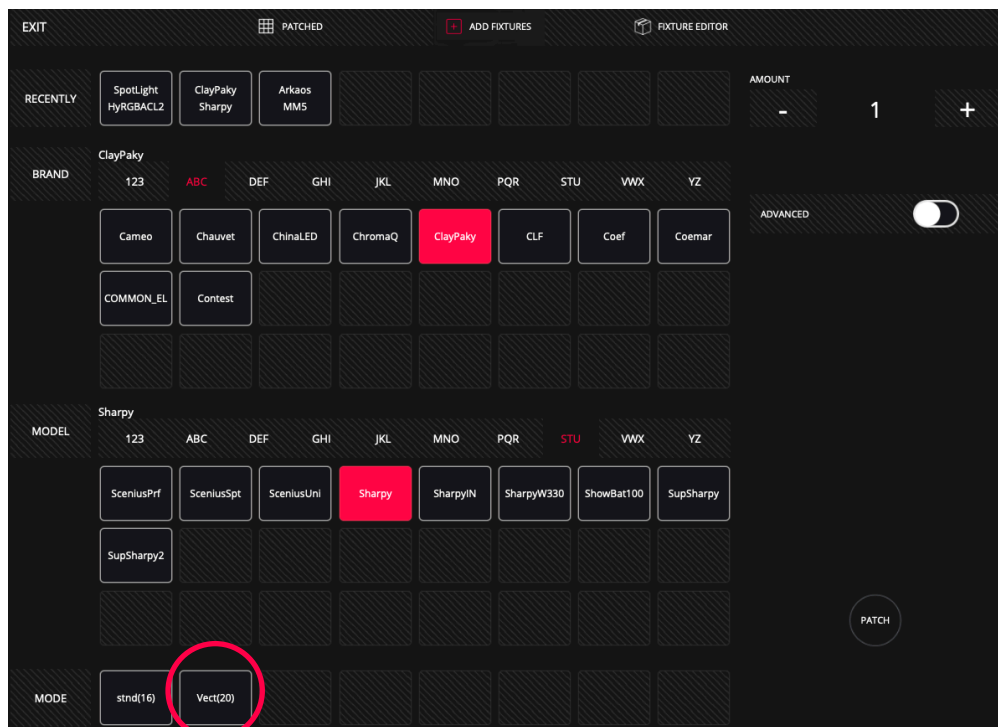 EXIT
PATCHED
+ ADD FIXTURES
FIXTURE EDITOR
RECENTLY
SpotLight
HyRGBACL2
ClayPaky
Sharpy
Arkaos
MM5
AMOUNT
- 1 +
BRAND
ClayPaky
123 ABC DEF GHI JKL MNO PQR STU VWX YZ
ADVANCED
Cameo Chauvet ChinaLED ChromaQ ClayPaky CLF Coef Coemar
COMMON_EL Contest
MODEL
Sharpy
123 ABC DEF GHI JKL MNO PQR STU VWX YZ
SceniusPrf SceniusSpt SceniusUni Sharpy SharpyIN SharpyW330 ShowBat100 SupSharpy
SupSharpy2
PATCH
MODE
stnd(16) Vect(20)